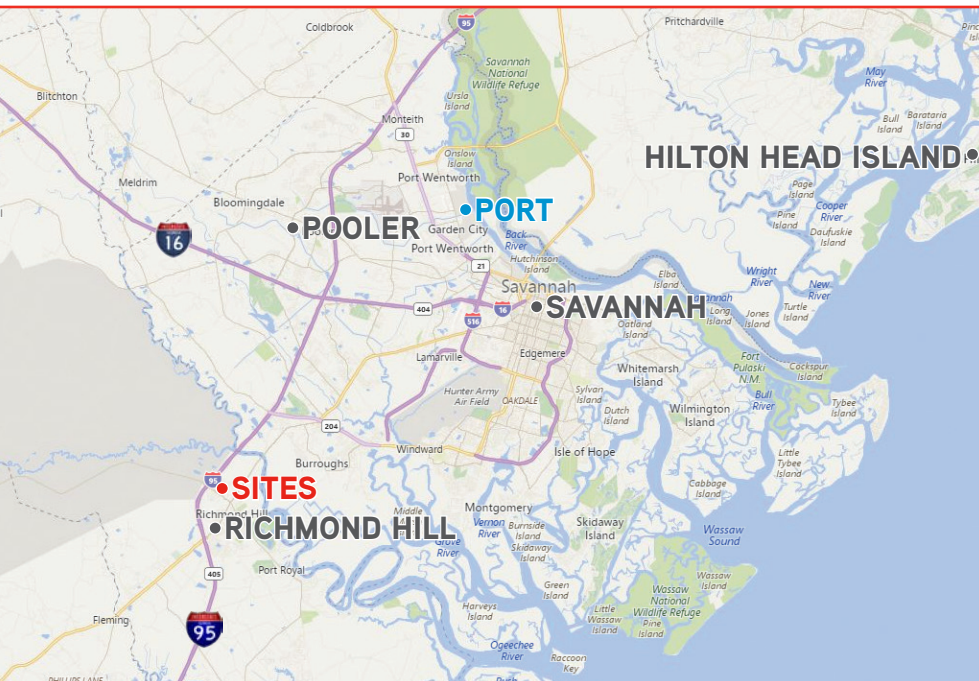 95
Pritchardville
Coldbrook
Savannah
National
Wildlife Refuge
May
River
Blitchton
Ursla
Island
Bull
Island
Barataria
Island
Monteith
30
Onslow
Island
HILTON HEAD ISLAND
Port Wentworth
Meldrim
Page
Island
Bloomingdale
PORT
Cooper
River
Pine
Island
POOLER
Garden City
Back
River
Daufuskie
Island
Port Wentworth
16
Hutchinson
Island
21
Elba
Island
Wright
River
New
River
Savannah
404
16
SAVANNAH
Long
Island
Jones
Island
Turtle
Island
516
Oatland
Island
Lamarville
Edgemere
Fort
Pulaski
N.M.
Cockspur
Island
Whitemarsh
Island
Hunter Army
Air Field
OAKDALE
Sylvan
Island
Bull
River
Dutch
Island
Wilmington
Island
Tybee
Island
204
Windward
Isle of Hope
Little
Tybee
Island
Burroughs
95
SITES
Cabbage
Island
Richmond Hill
RICHMOND HILL
Middle
Montgomery
Vernon
River
Burnside
Island
Skidaway
Island
Skidaway
Island
Wassaw
Sound
Grove
River
405
Port Royal
Green
Island
Wassaw
Island
Wassaw
National
Wildlife Refuge
Pine
Island
Harveys
Island
Little
Wassaw
Island
Fleming
95
Ogeechee
River
Raccoon
Key